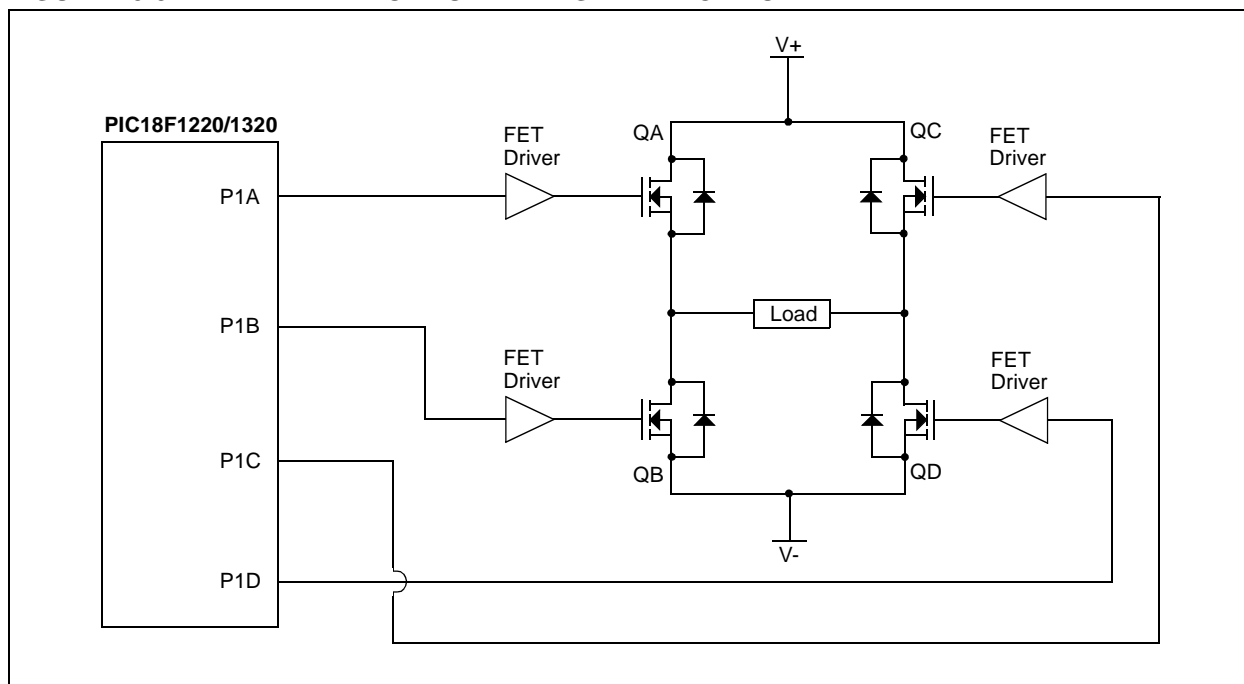 V+
PIC18F1220/1320
FET
Driver
QA
QC
FET
Driver
P1A
Load
P1B
FET
Driver
FET
Driver
P1C
QB
QD
V-
P1D